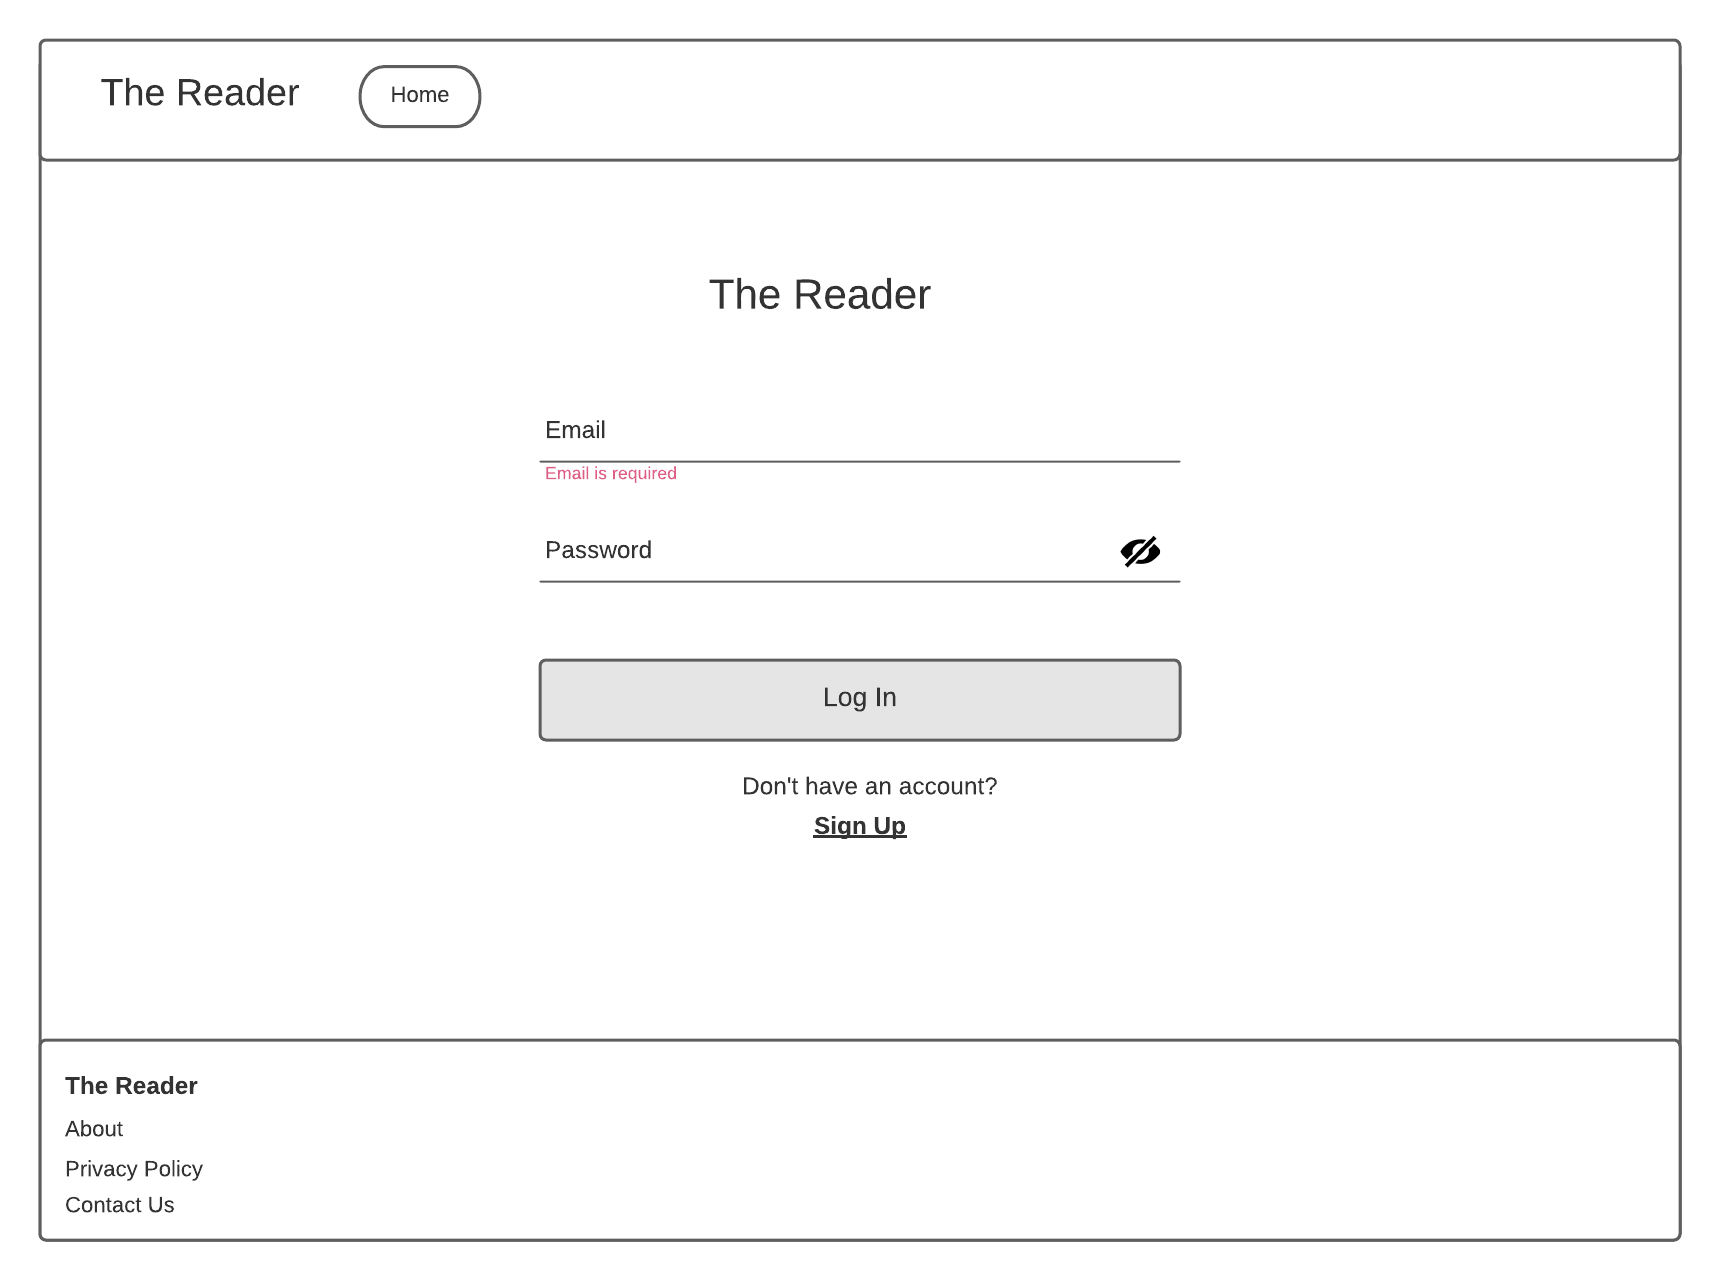 The Reader
Home
The Reader
Email
Email is required
Password
Log In
Don't have an account?
Sign Up
The Reader
About
Privacy Policy
Contact Us